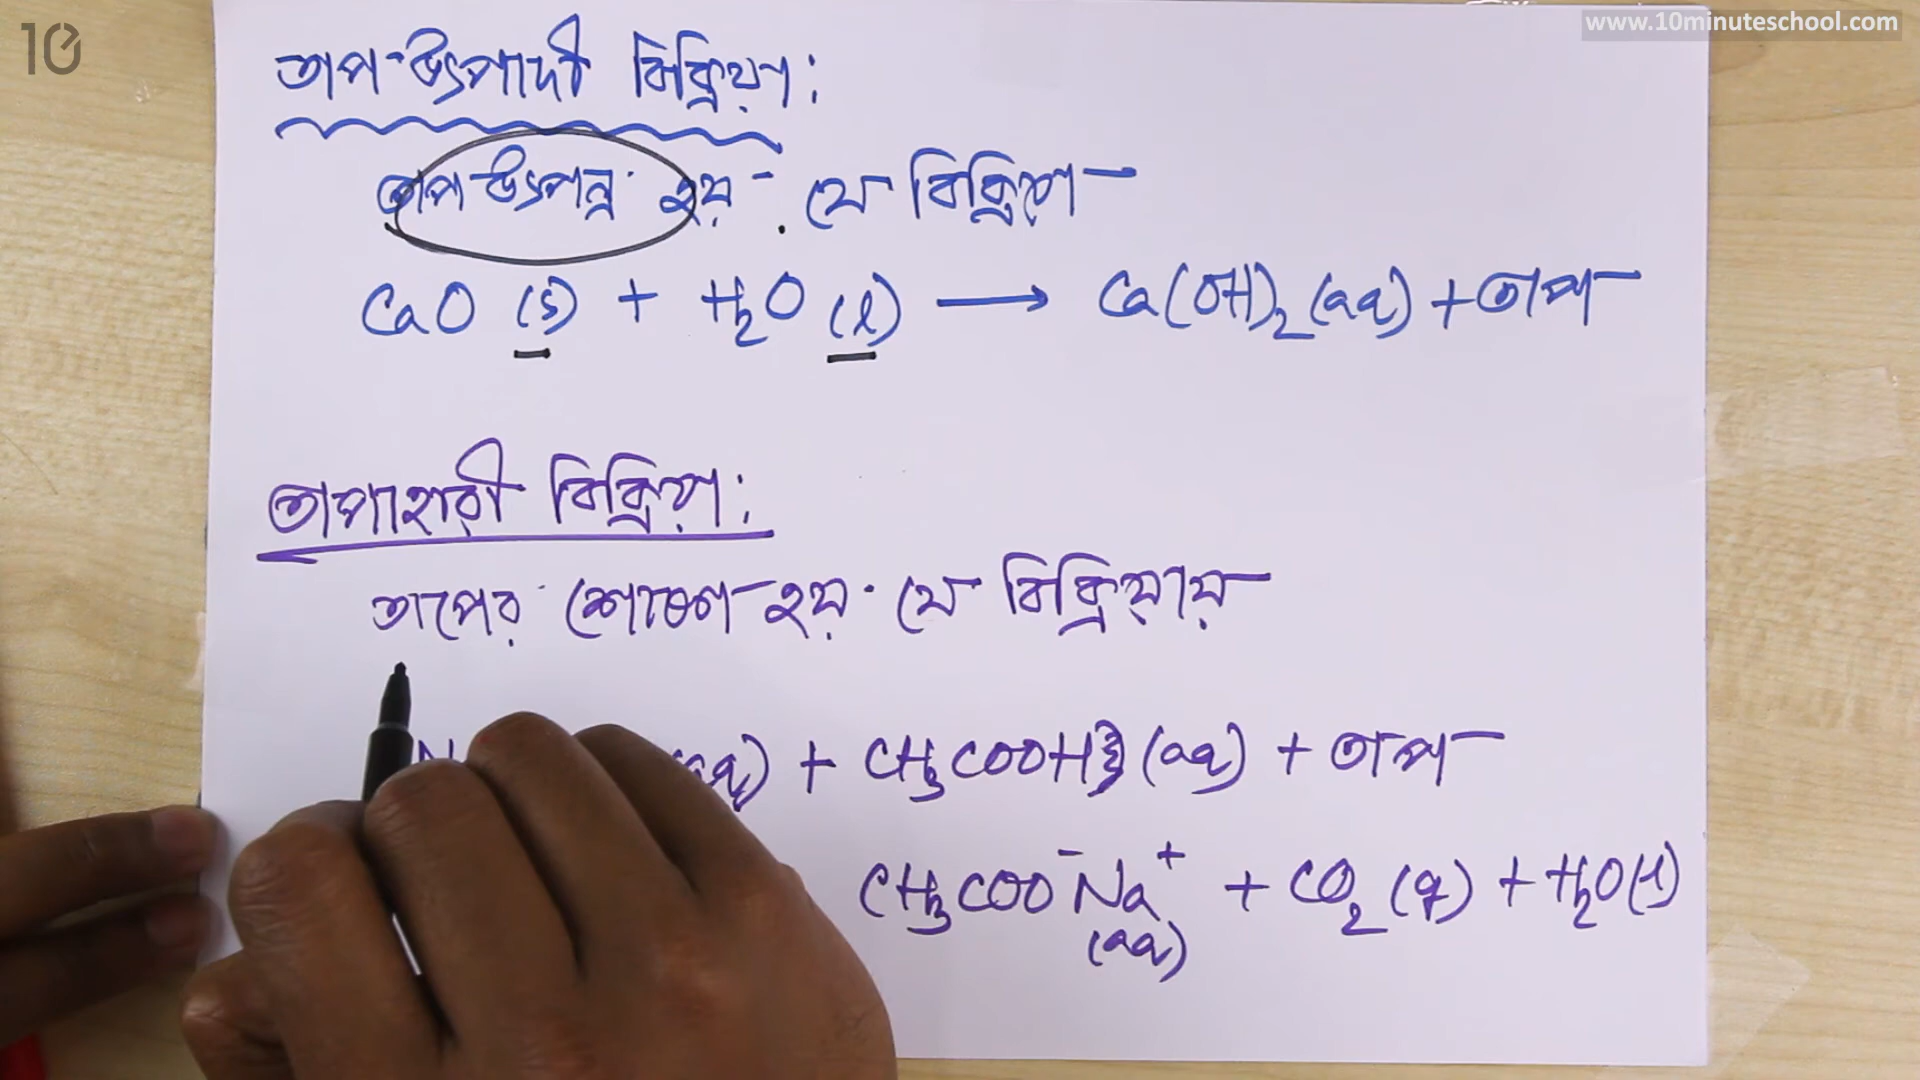 10
www.10minuteschool.com
তাপ উৎপাদী বিক্রিয়া:
তাপ উৎপন্ন হয় যে বিক্রিয়া
CaO (s) + H₂O (l) ⟶ Ca(OH)₂ (aq) + তাপ
তাপহারী বিক্রিয়া:
তাপের শোষণ হয় যে বিক্রিয়ায়
(aq) + CH₃COOH (aq) + তাপ
CH₃COO⁻Na⁺ + CO₂ (g) + H₂O(l)
(aq)